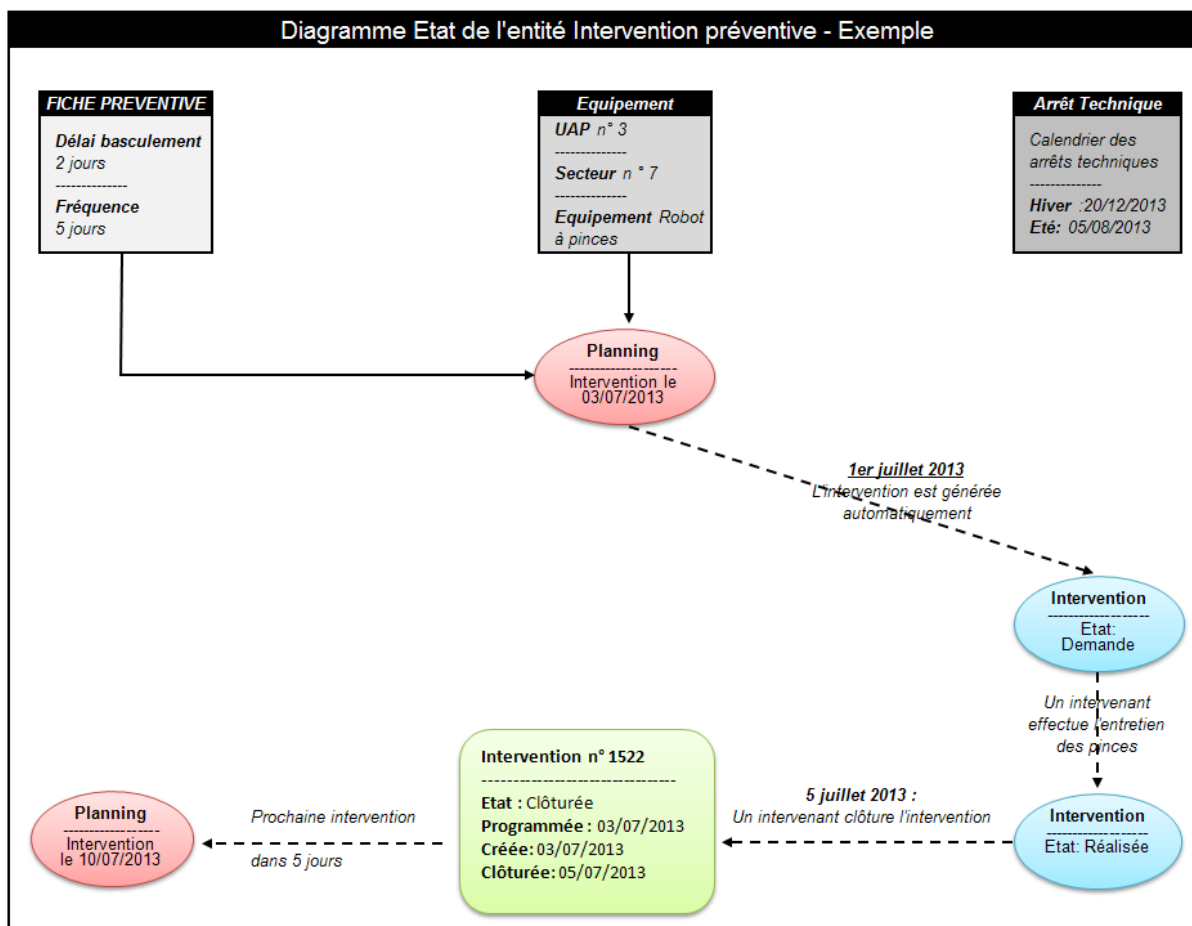 Diagramme Etat de l'entité Intervention préventive - Exemple
FICHE PREVENTIVE
Délai basculement
2 jours
--------------
Fréquence
5 jours
Equipement
UAP n° 3
--------------
Secteur n ° 7
--------------
Equipement Robot
à pinces
Arrêt Technique
Calendrier des
arrêts techniques
--------------
Hiver :20/12/2013
Eté: 05/08/2013
Planning
---------------------
Intervention le
03/07/2013
1er juillet 2013
L'intervention est générée
automatiquement
Intervention
--------------------
Etat:
Demande
Un intervenant
effectue l'entretien
des pinces
Intervention
--------------------
Etat: Réalisée
5 juillet 2013 :
Un intervenant clôture l'intervention
Intervention n° 1522
---------------------------------
Etat : Clôturée
Programmée : 03/07/2013
Créée: 03/07/2013
Clôturée: 05/07/2013
Prochaine intervention
dans 5 jours
Planning
-------------------
Intervention
le 10/07/2013